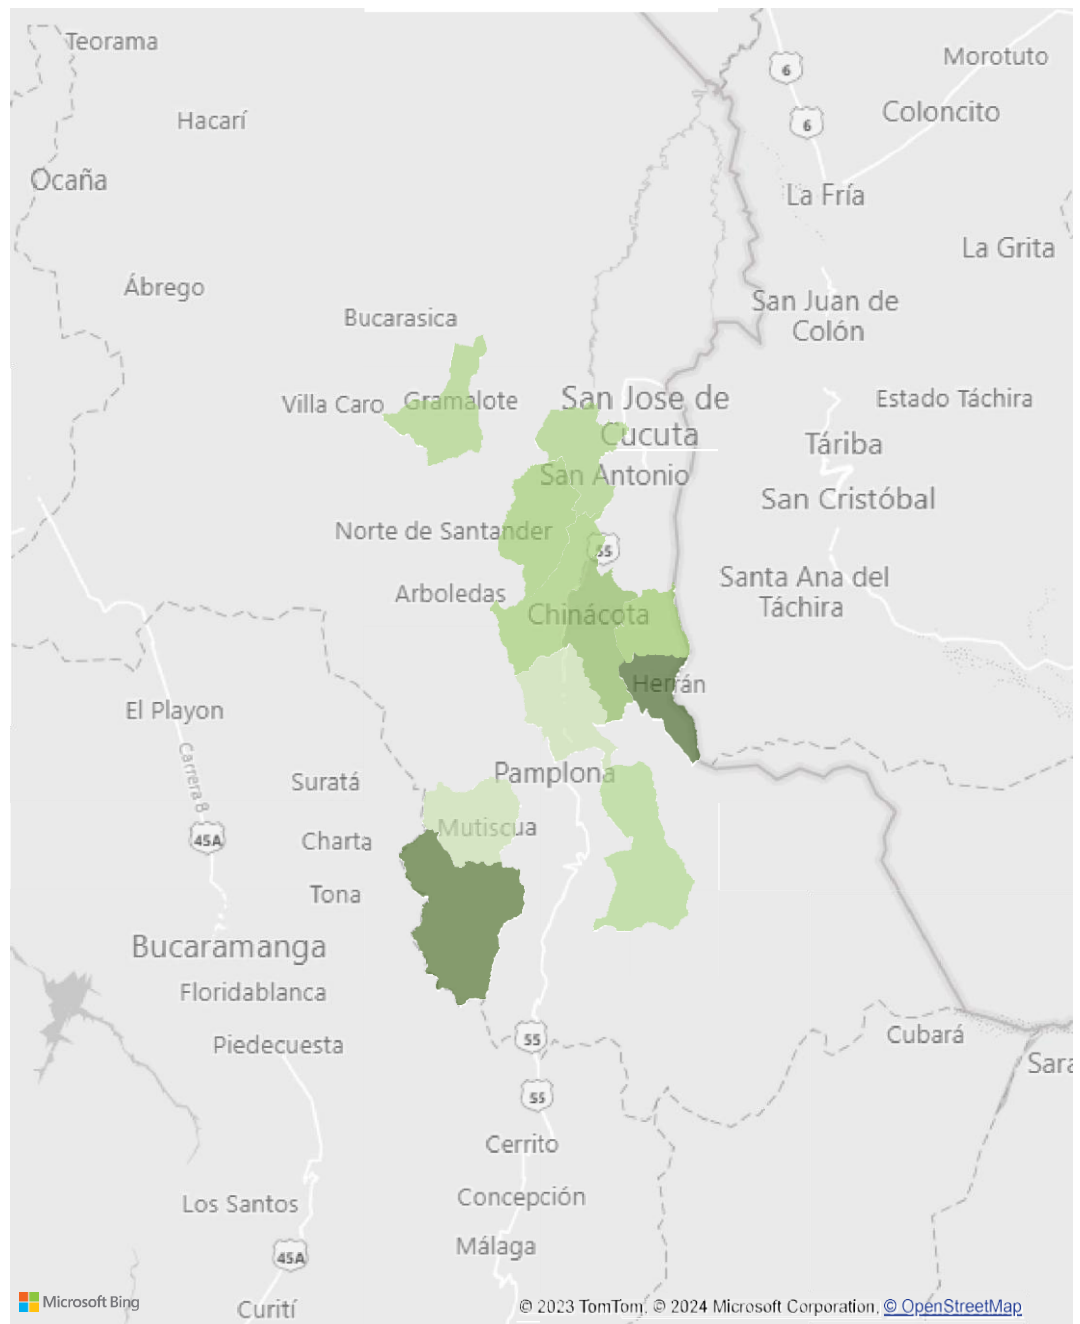 Teorama
Morotuto
6
Coloncito
6
Hacarí
Ocaña
La Fría
La Grita
Ábrego
San Juan de
Colón
Bucarasica
Villa Caro
Gramalote
San Jose de
Cucuta
Estado Táchira
Táriba
San Antonio
San Cristóbal
Norte de Santander
55
Santa Ana del
Táchira
Arboledas
Chinácota
Herrán
El Playon
Carrera 8
Pamplona
Suratá
Mutiscua
45A
Charta
Tona
Bucaramanga
Floridablanca
55
Cubará
Piedecuesta
Sara
55
Cerrito
Concepción
Los Santos
Málaga
45A
Microsoft Bing
Curití
© 2023 TomTom, © 2024 Microsoft Corporation, © OpenStreetMap